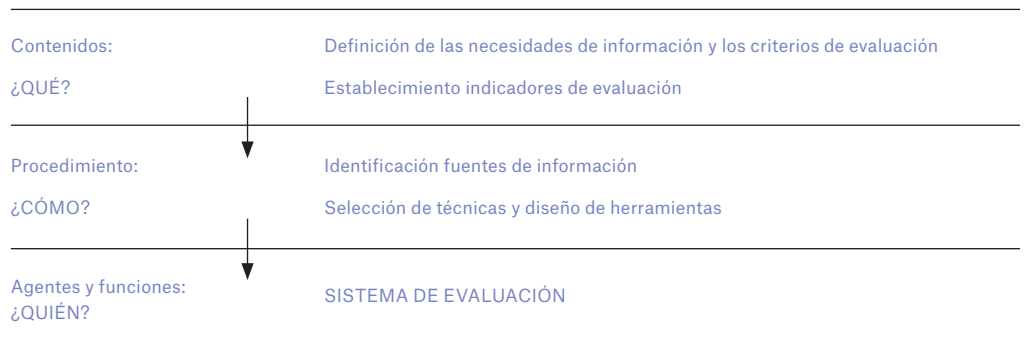 Contenidos:
Definición de las necesidades de información y los criterios de evaluación
¿QUÉ?
Establecimiento indicadores de evaluación
Procedimiento:
Identificación fuentes de información
¿CÓMO?
Selección de técnicas y diseño de herramientas
Agentes y funciones:
¿QUIÉN?
SISTEMA DE EVALUACIÓN